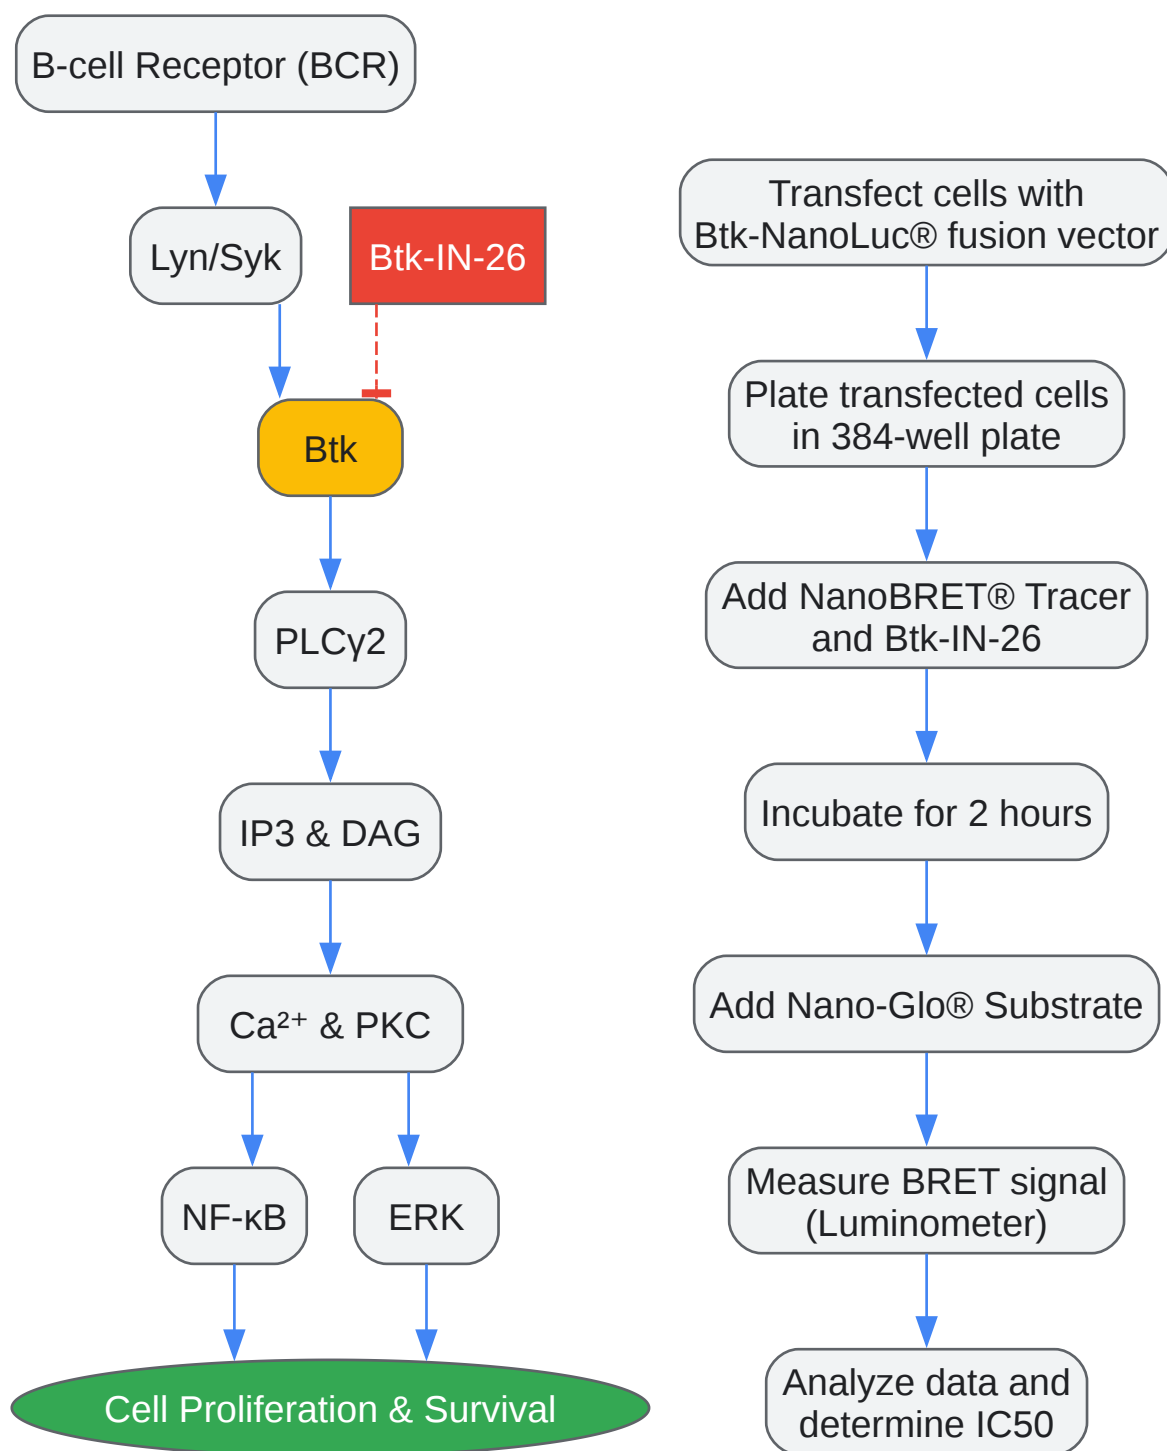 B-cell Receptor (BCR)
Lyn/Syk
Btk-IN-26
Btk
PLCγ2
IP3 & DAG
Ca²⁺ & PKC
NF-κB
ERK
Cell Proliferation & Survival
Transfect cells with
Btk-NanoLuc® fusion vector
Plate transfected cells
in 384-well plate
Add NanoBRET® Tracer
and Btk-IN-26
Incubate for 2 hours
Add Nano-Glo® Substrate
Measure BRET signal
(Luminometer)
Analyze data and
determine IC50